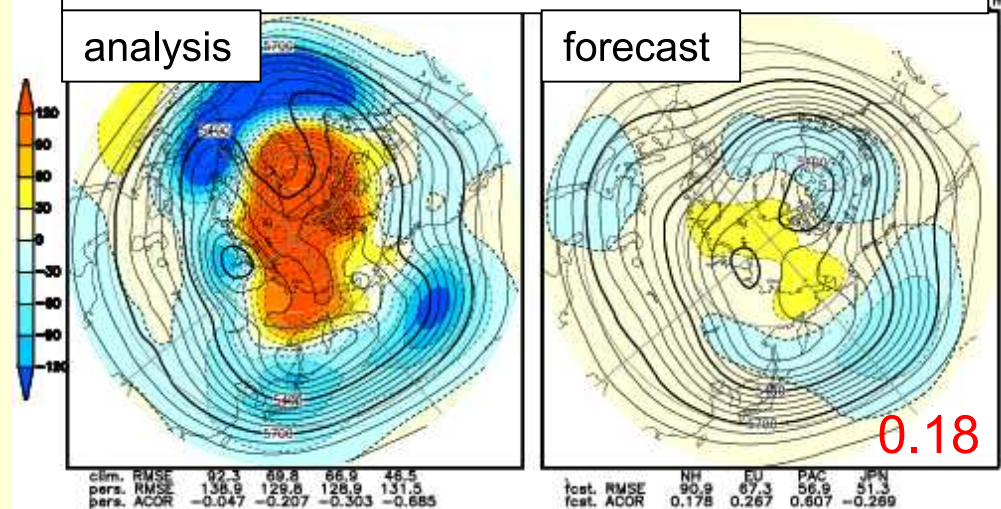 analysis
forecast
5700
5400
5400
5700
5400
5700
120
90
60
30
0
-30
-60
-90
-120
0.18
clim. RMSE 92.3 69.8 66.9 46.5
pers. RMSE 138.9 129.8 128.9 131.5
pers. ACOR -0.047 -0.207 -0.303 -0.685
NH EU PAC JPN
fcst. RMSE 90.9 67.3 56.9 51.3
fcst. ACOR 0.178 0.267 0.607 -0.269